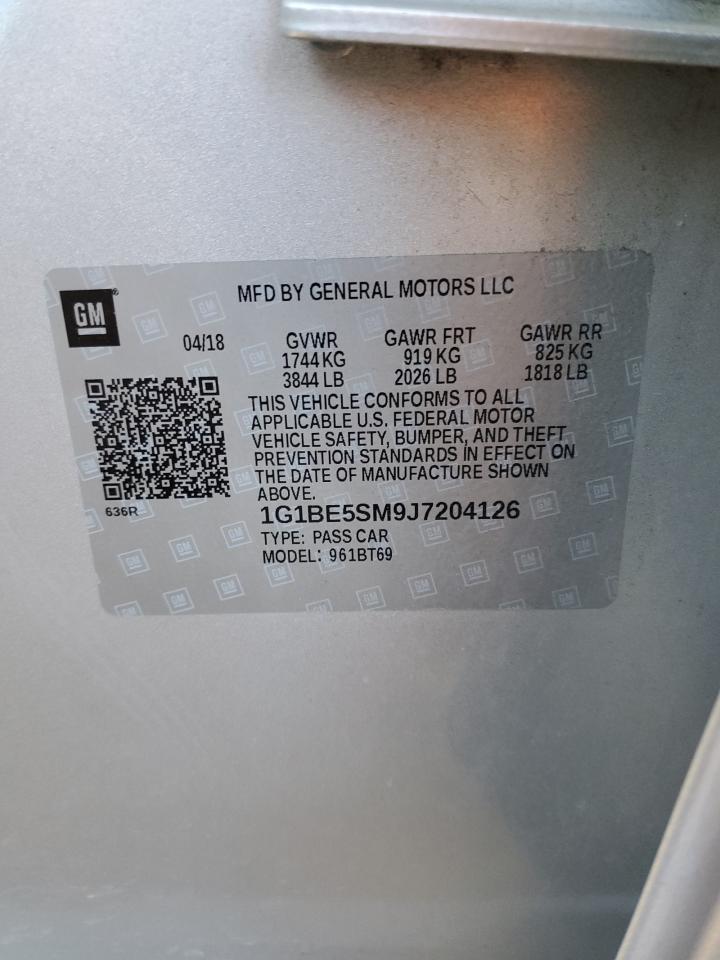 GM®
MFD BY GENERAL MOTORS LLC
04/18
GVWR
1744 KG
3844 LB
GAWR FRT
919 KG
2026 LB
GAWR RR
825 KG
1818 LB
THIS VEHICLE CONFORMS TO ALL
APPLICABLE U.S. FEDERAL MOTOR
VEHICLE SAFETY, BUMPER, AND THEFT
PREVENTION STANDARDS IN EFFECT ON
THE DATE OF MANUFACTURE SHOWN
ABOVE.
636R
1G1BE5SM9J7204126
TYPE: PASS CAR
MODEL: 961BT69